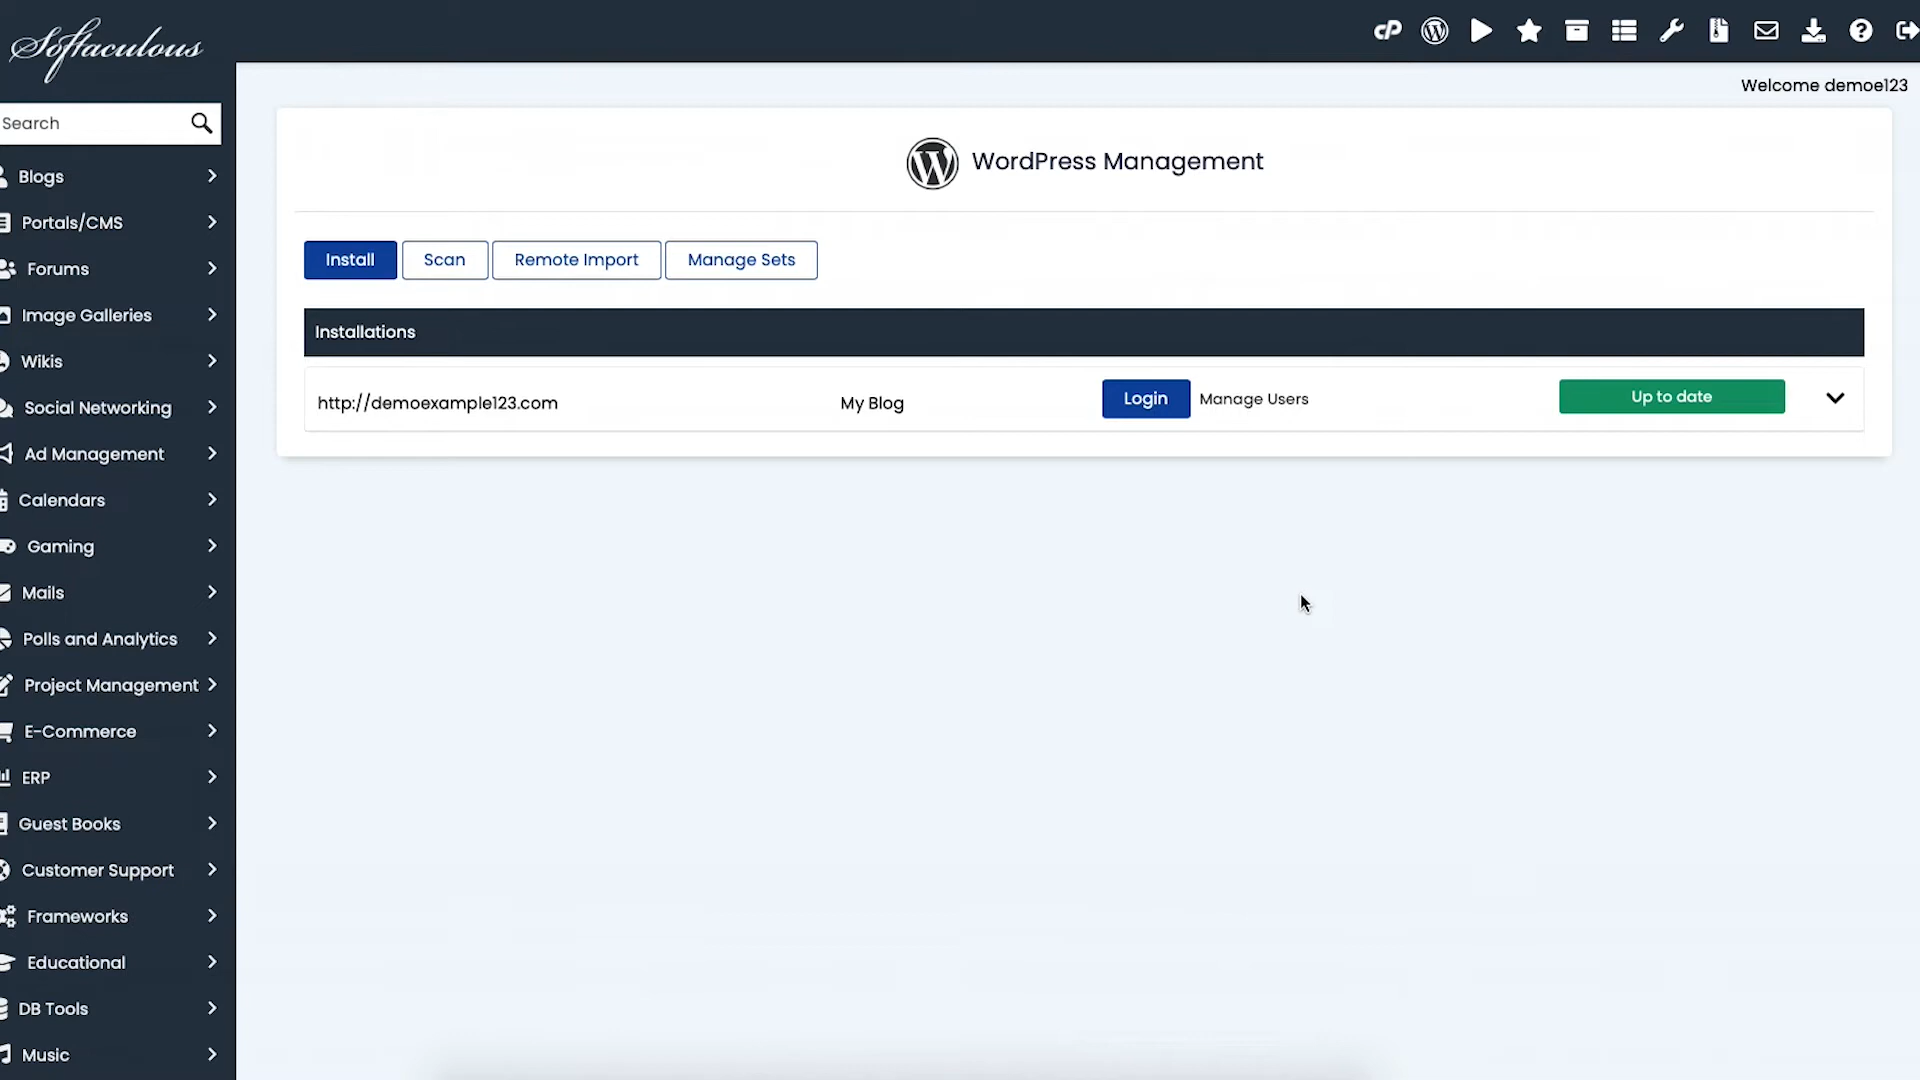 Softaculous
Welcome demoe123
Search
WordPress Management
Blogs
Portals/CMS
Install Scan Remote Import Manage Sets
Forums
Image Galleries
Installations
Wikis
http://demoexample123.com My Blog Login Manage Users Up to date
Social Networking
Ad Management
Calendars
Gaming
Mails
Polls and Analytics
Project Management
E-Commerce
ERP
Guest Books
Customer Support
Frameworks
Educational
DB Tools
Music